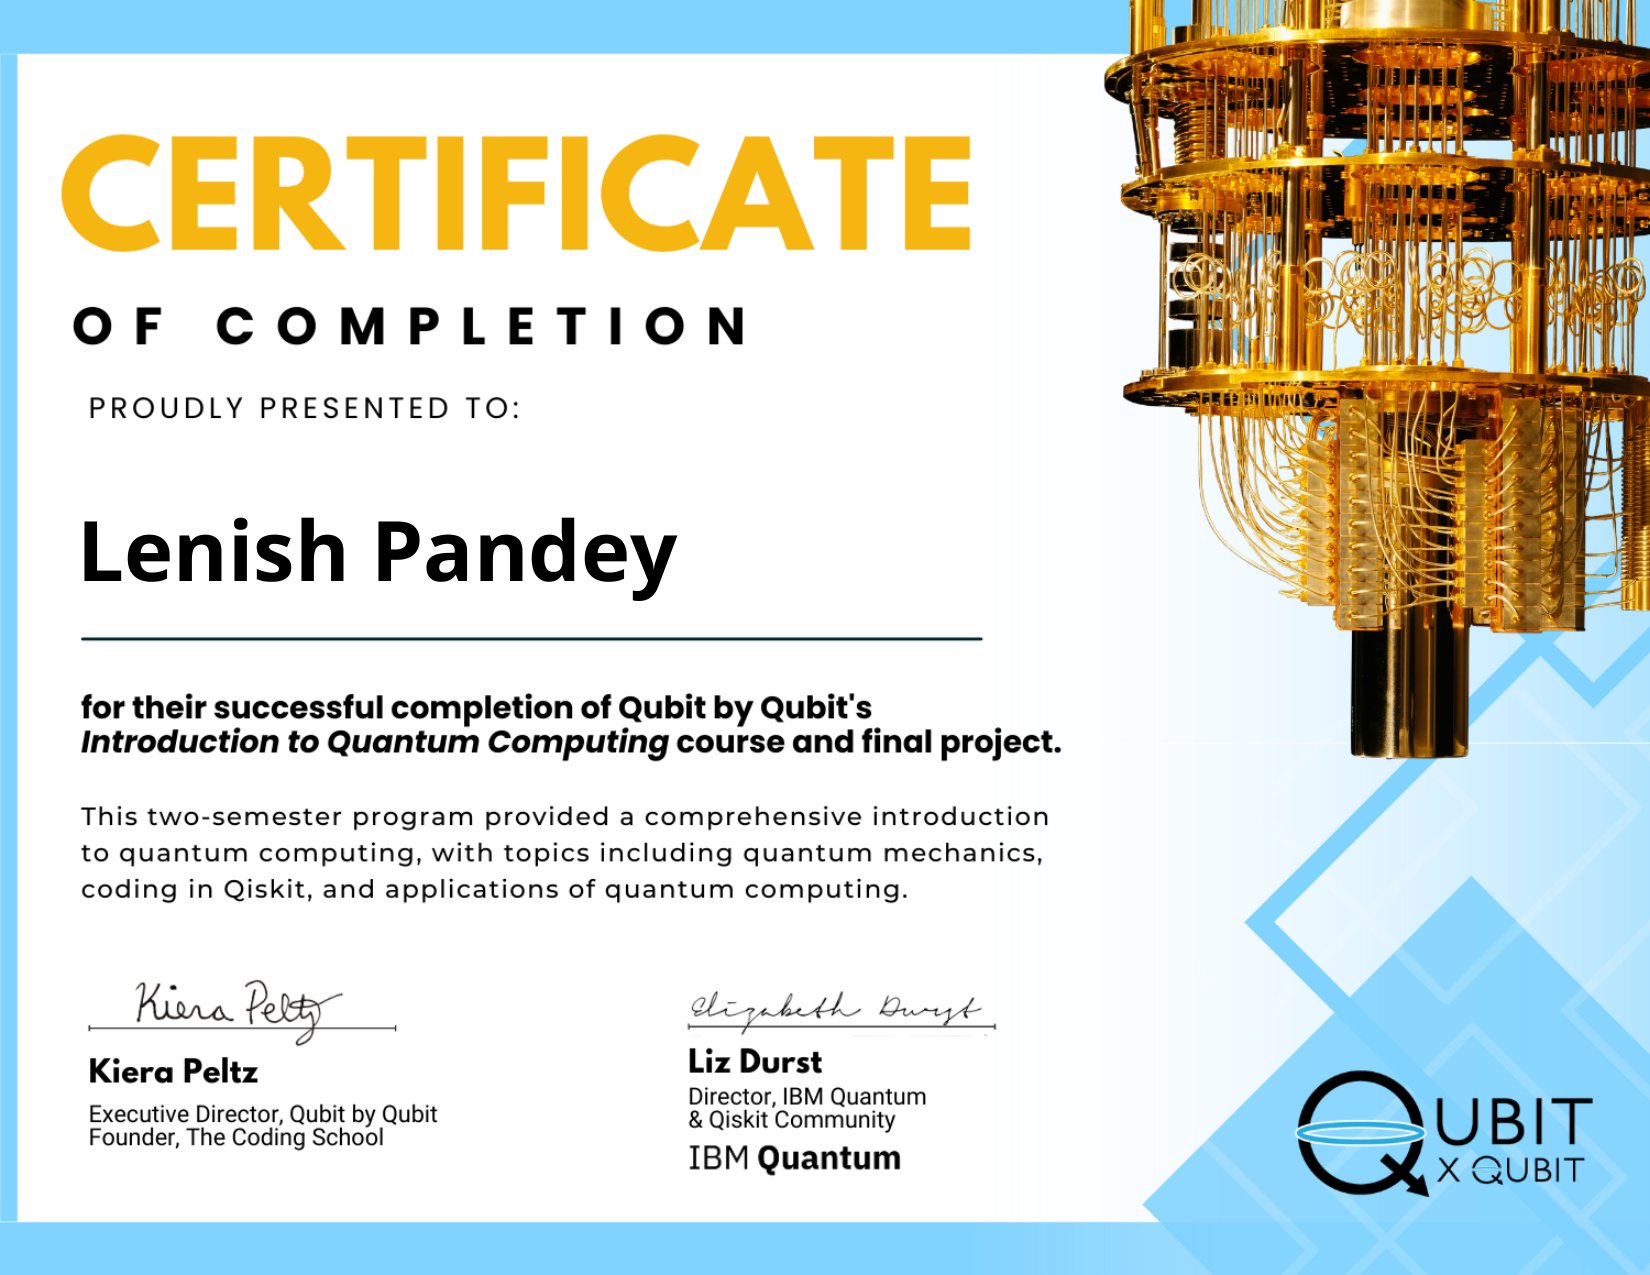 CERTIFICATE
OF COMPLETION
PROUDLY PRESENTED TO:
Lenish Pandey
for their successful completion of Qubit by Qubit's
Introduction to Quantum Computing course and final project.
This two-semester program provided a comprehensive introduction
to quantum computing, with topics including quantum mechanics,
coding in Qiskit, and applications of quantum computing.
Kiera Peltz
Kiera Peltz
Executive Director, Qubit by Qubit
Founder, The Coding School
Elizabeth Durst
Liz Durst
Director, IBM Quantum
& Qiskit Community
IBM Quantum
QUBIT
X QUBIT